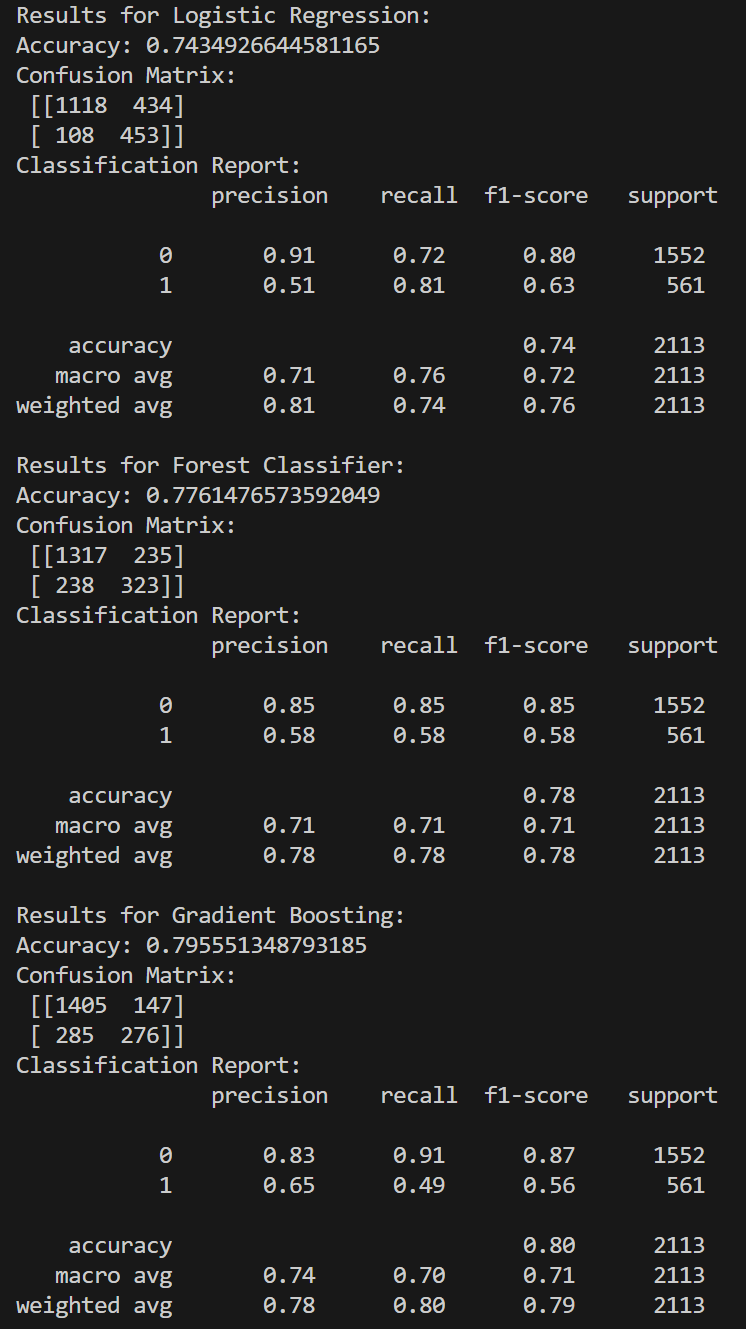 Results for Logistic Regression:
Accuracy: 0.7434926644581165
Confusion Matrix:
[[1118 434]
[ 108 453]]
Classification Report:
precision recall f1-score support
0 0.91 0.72 0.80 1552
1 0.51 0.81 0.63 561
accuracy 0.74 2113
macro avg 0.71 0.76 0.72 2113
weighted avg 0.81 0.74 0.76 2113
Results for Forest Classifier:
Accuracy: 0.7761476573592049
Confusion Matrix:
[[1317 235]
[ 238 323]]
Classification Report:
precision recall f1-score support
0 0.85 0.85 0.85 1552
1 0.58 0.58 0.58 561
accuracy 0.78 2113
macro avg 0.71 0.71 0.71 2113
weighted avg 0.78 0.78 0.78 2113
Results for Gradient Boosting:
Accuracy: 0.795551348793185
Confusion Matrix:
[[1405 147]
[ 285 276]]
Classification Report:
precision recall f1-score support
0 0.83 0.91 0.87 1552
1 0.65 0.49 0.56 561
accuracy 0.80 2113
macro avg 0.74 0.70 0.71 2113
weighted avg 0.78 0.80 0.79 2113